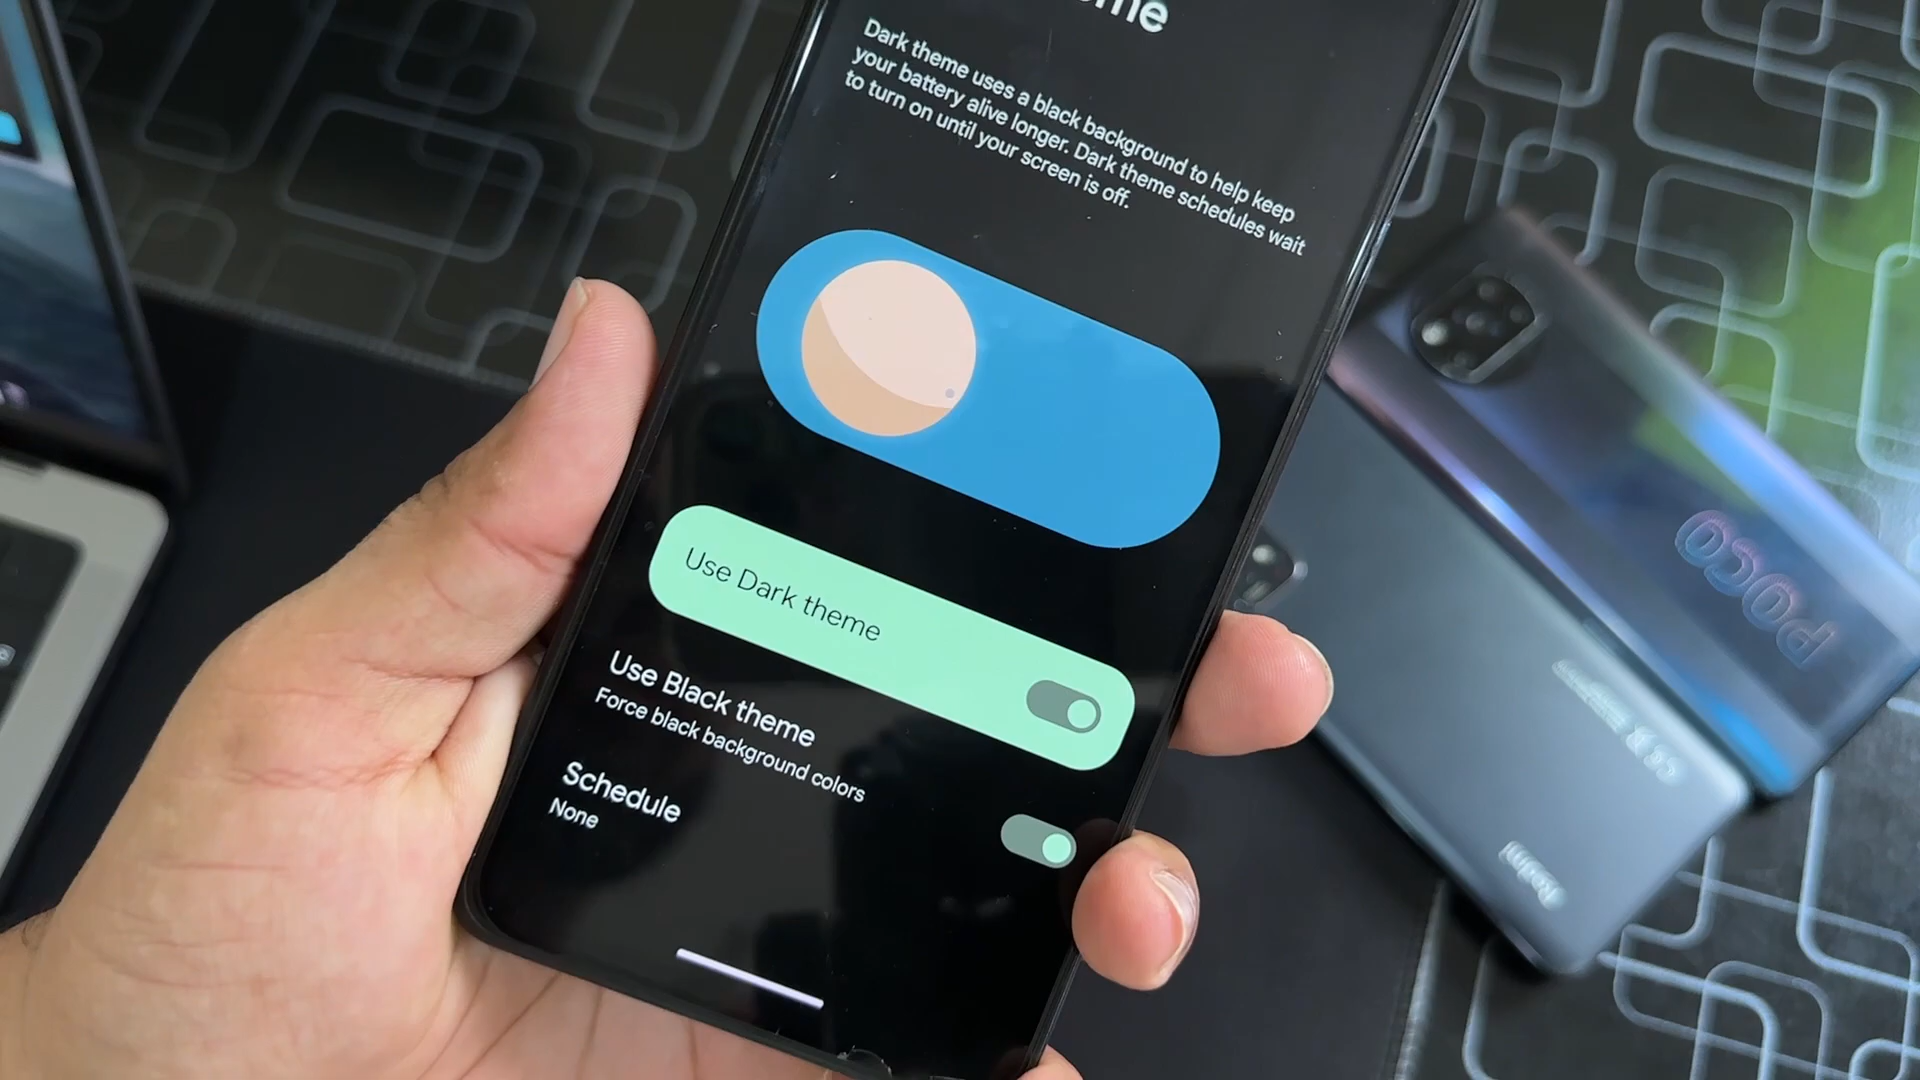 Dark theme uses a black background to help keep
your battery alive longer. Dark theme schedules wait
to turn on until your screen is off.
Use Dark theme
Use Black theme
Force black background colors
Schedule
None
POCO
Redmi